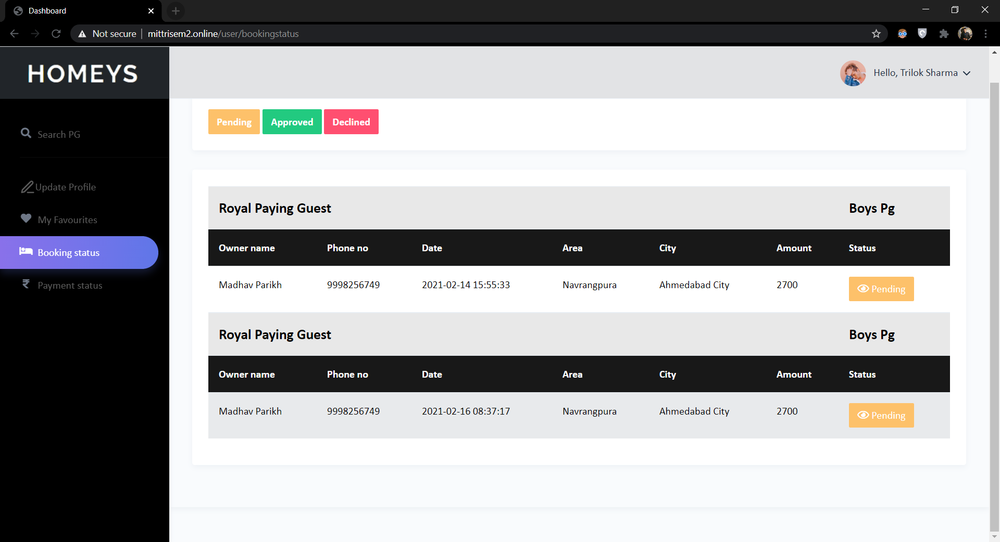 Dashboard
Not secure mittrisem2.online/user/bookingstatus
HOMEYS
Hello, Trilok Sharma
Search PG
Update Profile
My Favourites
Booking status
₹ Payment status
Pending Approved Declined
Royal Paying Guest Boys Pg
Owner name Phone no Date Area City Amount Status
Madhav Parikh 9998256749 2021-02-14 15:55:33 Navrangpura Ahmedabad City 2700 Pending
Royal Paying Guest Boys Pg
Owner name Phone no Date Area City Amount Status
Madhav Parikh 9998256749 2021-02-16 08:37:17 Navrangpura Ahmedabad City 2700 Pending